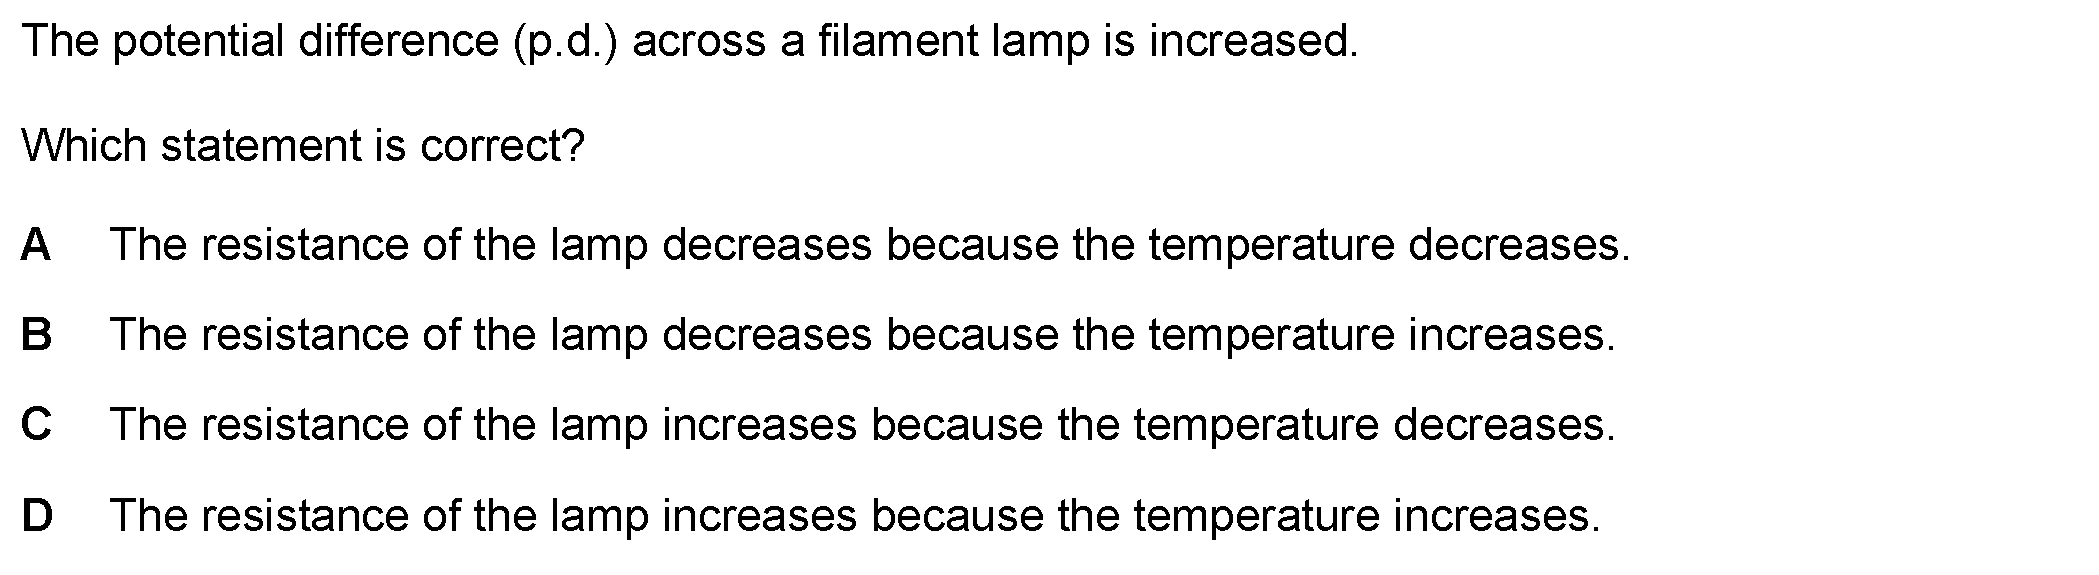 The potential difference (p.d.) across a filament lamp is increased.
Which statement is correct?
A The resistance of the lamp decreases because the temperature decreases.
B The resistance of the lamp decreases because the temperature increases.
C The resistance of the lamp increases because the temperature decreases.
D The resistance of the lamp increases because the temperature increases.